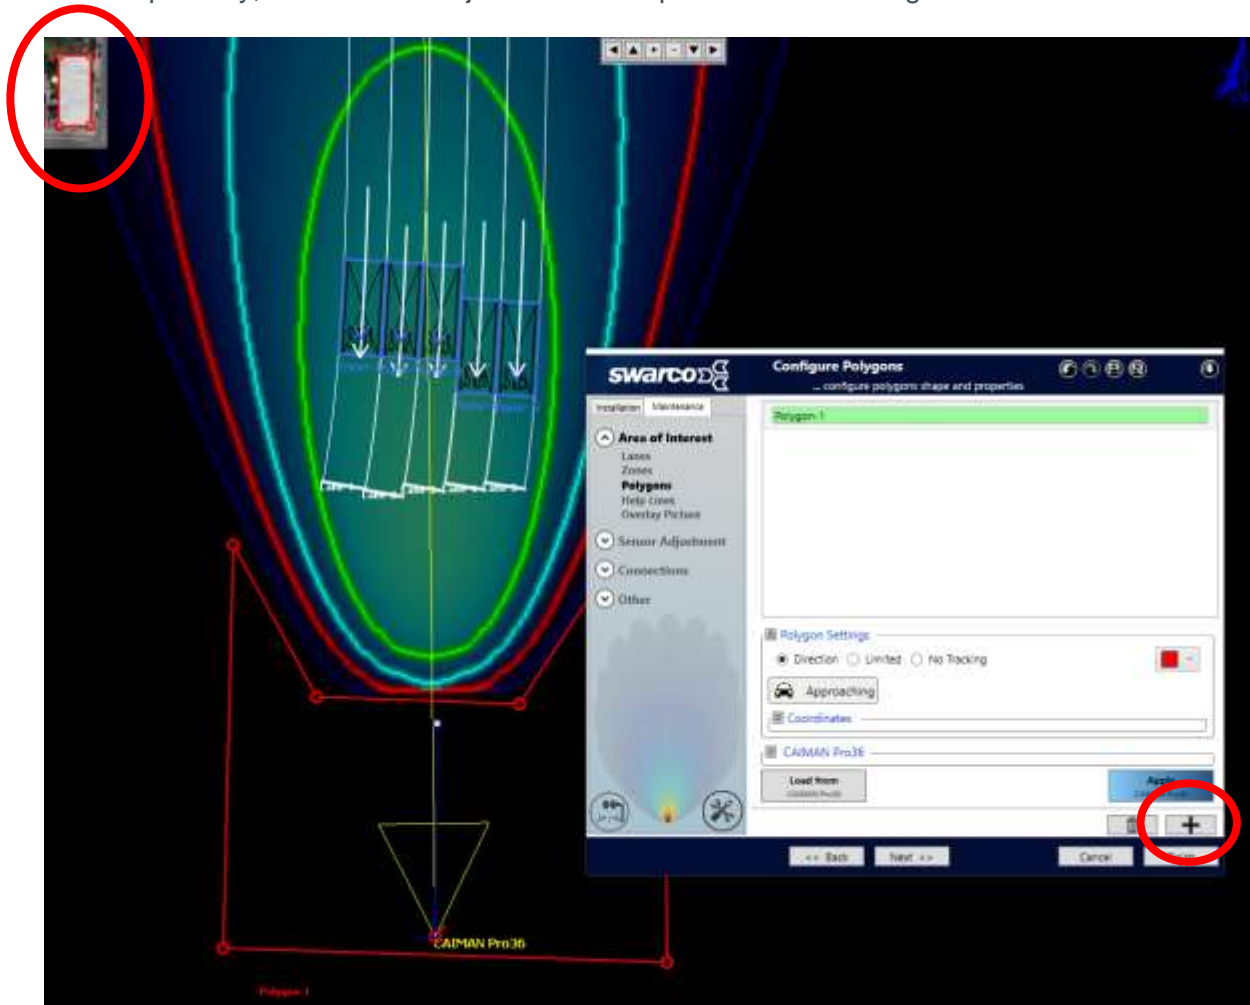 swarco
Configure Polygons
... configure polygons shape and properties
Installation Maintenance
Polygon-1
Area of Interest
Lanes
Zones
Polygons
Help Lines
Overlay Picture
Sensor Adjustment
Connections
Other
Polygon Settings
Direction Limited No Tracking
Approaching
Coordinates
CAIMAN Pro36
Load from
CAIMAN Pro36
Apply
<< Back Next >> Cancel
CAIMAN Pro36
Polygon-1